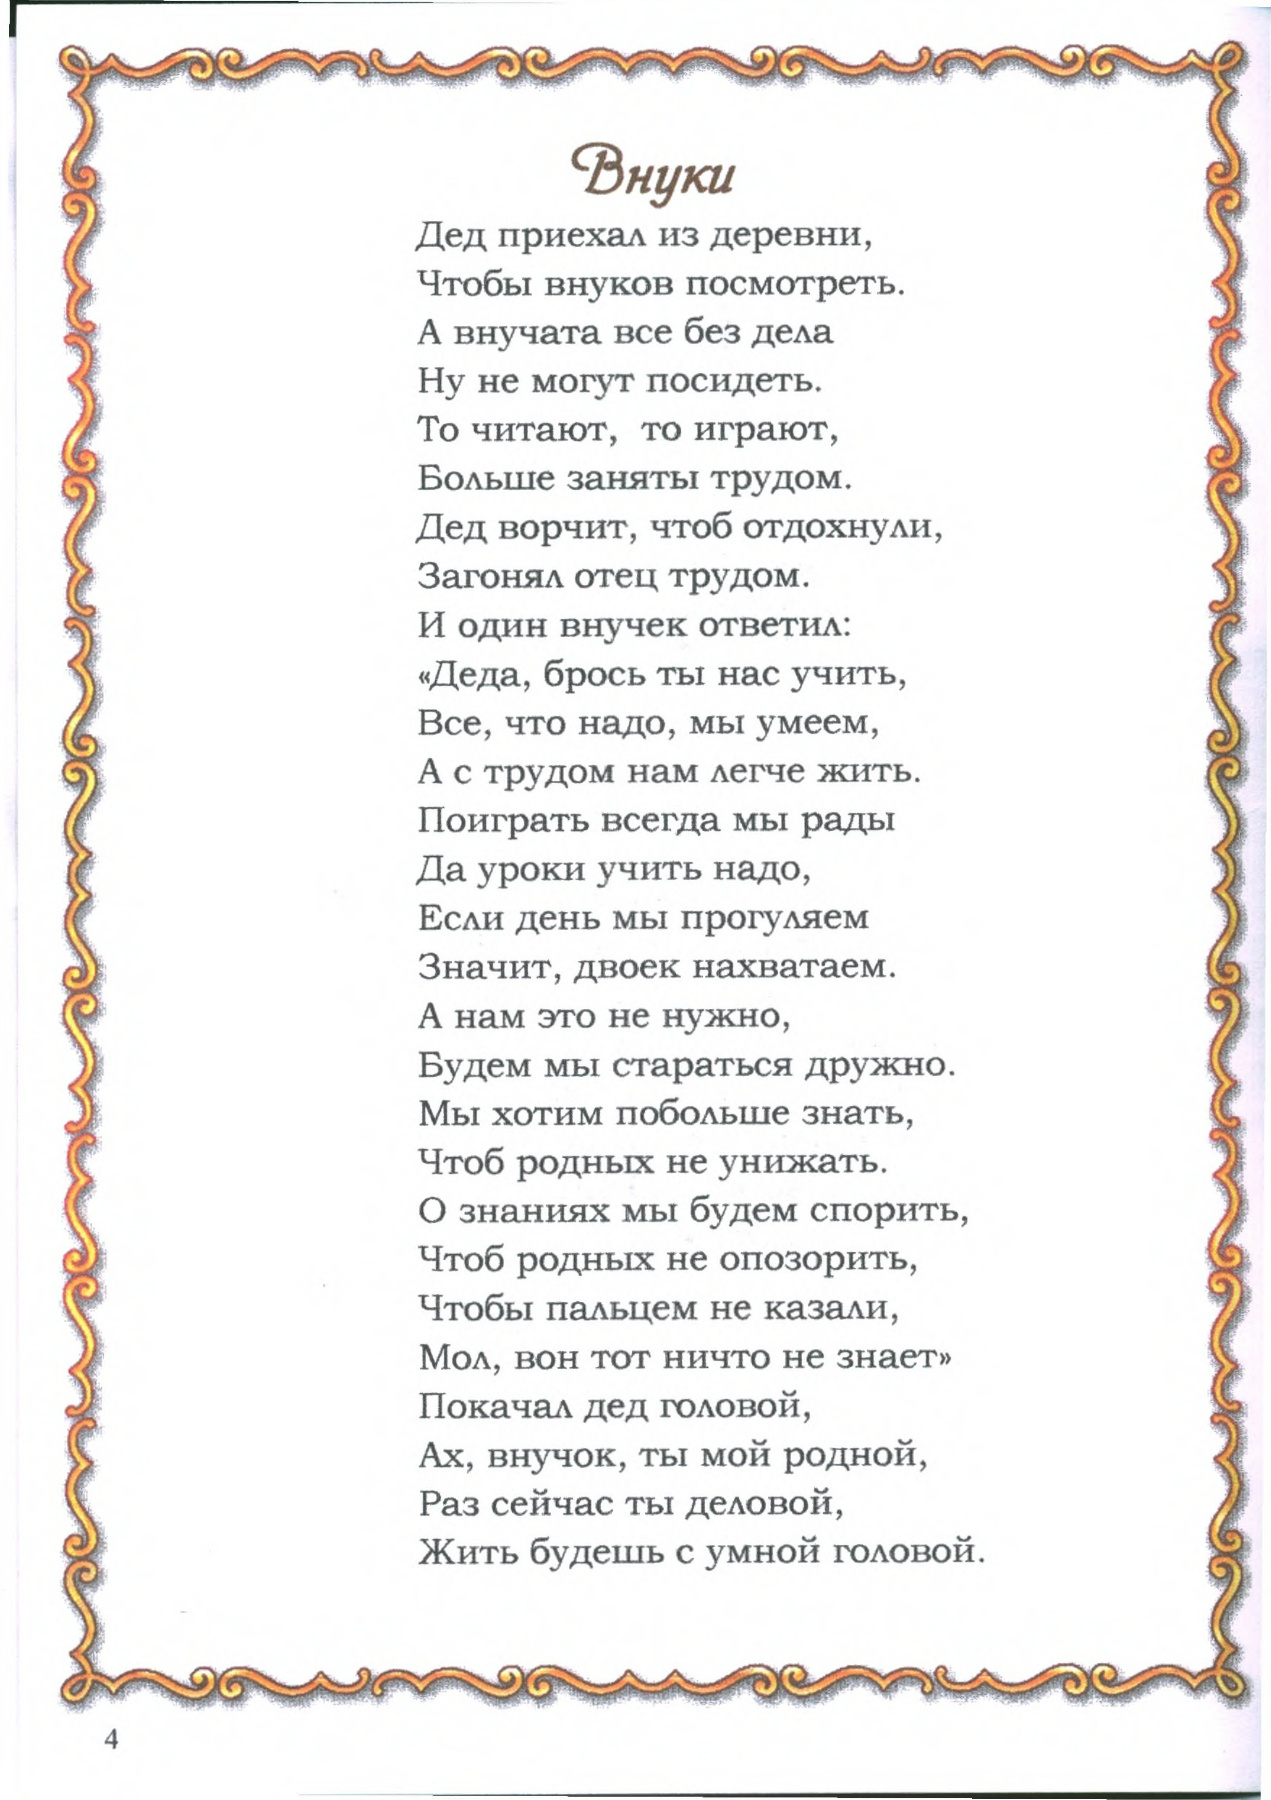 Внуки
Дед приехал из деревни,
Чтобы внуков посмотреть.
А внучата все без дела
Ну не могут посидеть.
То читают, то играют,
Больше заняты трудом.
Дед ворчит, чтоб отдохнули,
Загонял отец трудом.
И один внучек ответил:
«Деда, брось ты нас учить,
Все, что надо, мы умеем,
А с трудом нам легче жить.
Поиграть всегда мы рады
Да уроки учить надо,
Если день мы прогуляем
Значит, двоек нахватаем.
А нам это не нужно,
Будем мы стараться дружно.
Мы хотим побольше знать,
Чтоб родных не унижать.
О знаниях мы будем спорить,
Чтоб родных не опозорить,
Чтобы пальцем не казали,
Мол, вон тот ничто не знает»
Покачал дед головой,
Ах, внучок, ты мой родной,
Раз сейчас ты деловой,
Жить будешь с умной головой.
4